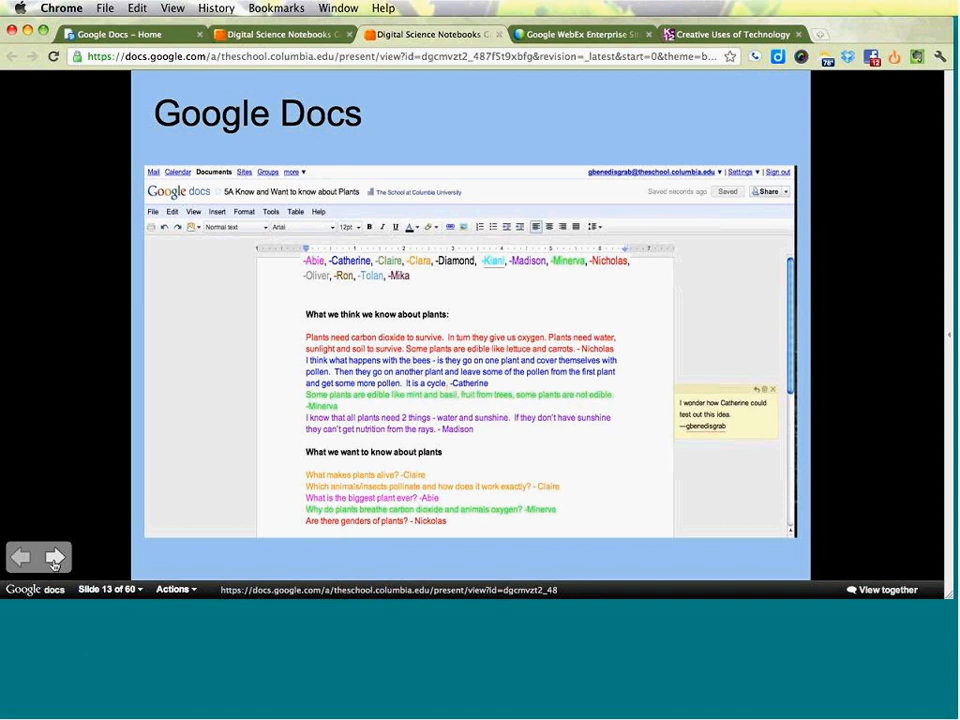 Chrome File Edit View History Bookmarks Window Help
Google Docs – Home
Digital Science Notebooks C
Digital Science Notebooks C
Google WebEx Enterprise Si
Creative Uses of Technology
https://docs.google.com/a/theschool.columbia.edu/present/view?id=dgcmvzt2_487f5t9xbfg&revision=_latest&start=0&theme=b...
78°
12
Google Docs
Mail Calendar Documents Sites Groups more
gbenedisgrab@theschool.columbia.edu | Settings | Sign out
Google docs 5A Know and Want to know about Plants The School at Columbia University
Saved seconds ago Saved Share
File Edit View Insert Format Tools Table Help
Normal text Arial 12pt B I U A
1 1 2 3 4 5 6 7
-Abie, -Catherine, -Claire, -Clara, -Diamond, -Kiani, -Madison, -Minerva, -Nicholas,
-Oliver, -Ron, -Tolan, -Mika
What we think we know about plants:
Plants need carbon dioxide to survive. In turn they give us oxygen. Plants need water,
sunlight and soil to survive. Some plants are edible like lettuce and carrots. - Nicholas
I think what happens with the bees - is they go on one plant and cover themselves with
pollen. Then they go on another plant and leave some of the pollen from the first plant
and get some more pollen. It is a cycle. -Catherine
Some plants are edible like mint and basil, fruit from trees, some plants are not edible.
-Minerva
I know that all plants need 2 things - water and sunshine. If they don't have sunshine
they can't get nutrition from the rays. - Madison
I wonder how Catherine could
test out this idea.
—gbenedisgrab
What we want to know about plants
What makes plants alive? -Claire
Which animals/insects pollinate and how does it work exactly? - Claire
What is the biggest plant ever? -Abie
Why do plants breathe carbon dioxide and animals oxygen? -Minerva
Are there genders of plants? - Nickolas
Google docs Slide 13 of 60 Actions https://docs.google.com/a/theschool.columbia.edu/present/view?id=dgcmvzt2_48 View together